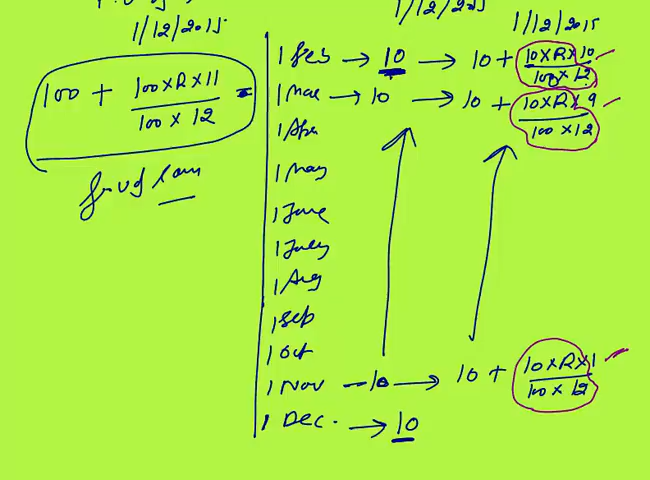 1/12/2015
1/12/2015
1/12/2015
100 + 100×R×11 / 100 × 12 =
1 Feb → 10 → 10 + 10×R×10 / 100×12
1 Mar → 10 → 10 + 10×R×9 / 100×12
1 Apr
1 May
1 June
1 July
1 Aug
1 Sep
1 Oct
1 Nov → 10 → 10 + 10×R×1 / 100×12
1 Dec. → 10